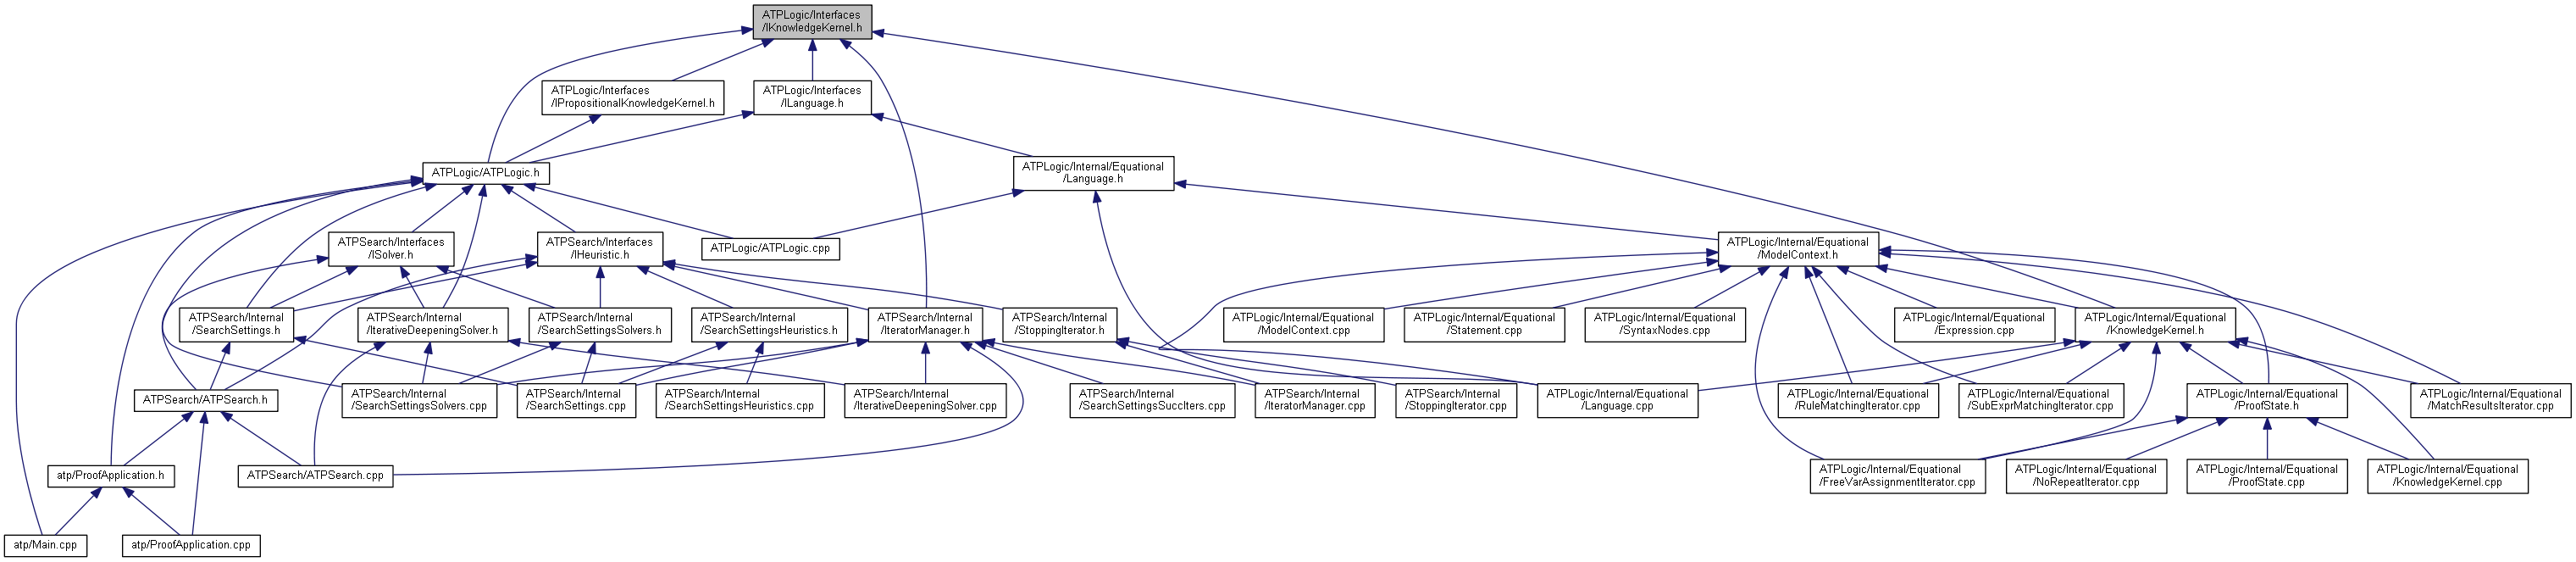 ATPLogic/Interfaces
/IKnowledgeKernel.h
ATPLogic/Interfaces
/IPropositionalKnowledgeKernel.h
ATPLogic/Interfaces
/ILanguage.h
ATPLogic/ATPLogic.h
ATPLogic/Internal/Equational
/Language.h
ATPSearch/Interfaces
/ISolver.h
ATPSearch/Interfaces
/IHeuristic.h
ATPLogic/ATPLogic.cpp
ATPLogic/Internal/Equational
/ModelContext.h
ATPSearch/Internal
/SearchSettings.h
ATPSearch/Internal
/IterativeDeepeningSolver.h
ATPSearch/Internal
/SearchSettingsSolvers.h
ATPSearch/Internal
/SearchSettingsHeuristics.h
ATPSearch/Internal
/IteratorManager.h
ATPSearch/Internal
/StoppingIterator.h
ATPLogic/Internal/Equational
/ModelContext.cpp
ATPLogic/Internal/Equational
/Statement.cpp
ATPLogic/Internal/Equational
/SyntaxNodes.cpp
ATPLogic/Internal/Equational
/Expression.cpp
ATPLogic/Internal/Equational
/KnowledgeKernel.h
ATPSearch/ATPSearch.h
ATPSearch/Internal
/SearchSettingsSolvers.cpp
ATPSearch/Internal
/SearchSettings.cpp
ATPSearch/Internal
/SearchSettingsHeuristics.cpp
ATPSearch/Internal
/IterativeDeepeningSolver.cpp
ATPSearch/Internal
/SearchSettingsSuccIters.cpp
ATPSearch/Internal
/IteratorManager.cpp
ATPSearch/Internal
/StoppingIterator.cpp
ATPLogic/Internal/Equational
/Language.cpp
ATPLogic/Internal/Equational
/RuleMatchingIterator.cpp
ATPLogic/Internal/Equational
/SubExprMatchingIterator.cpp
ATPLogic/Internal/Equational
/ProofState.h
ATPLogic/Internal/Equational
/MatchResultsIterator.cpp
atp/ProofApplication.h
ATPSearch/ATPSearch.cpp
ATPLogic/Internal/Equational
/FreeVarAssignmentIterator.cpp
ATPLogic/Internal/Equational
/NoRepeatIterator.cpp
ATPLogic/Internal/Equational
/ProofState.cpp
ATPLogic/Internal/Equational
/KnowledgeKernel.cpp
atp/Main.cpp
atp/ProofApplication.cpp